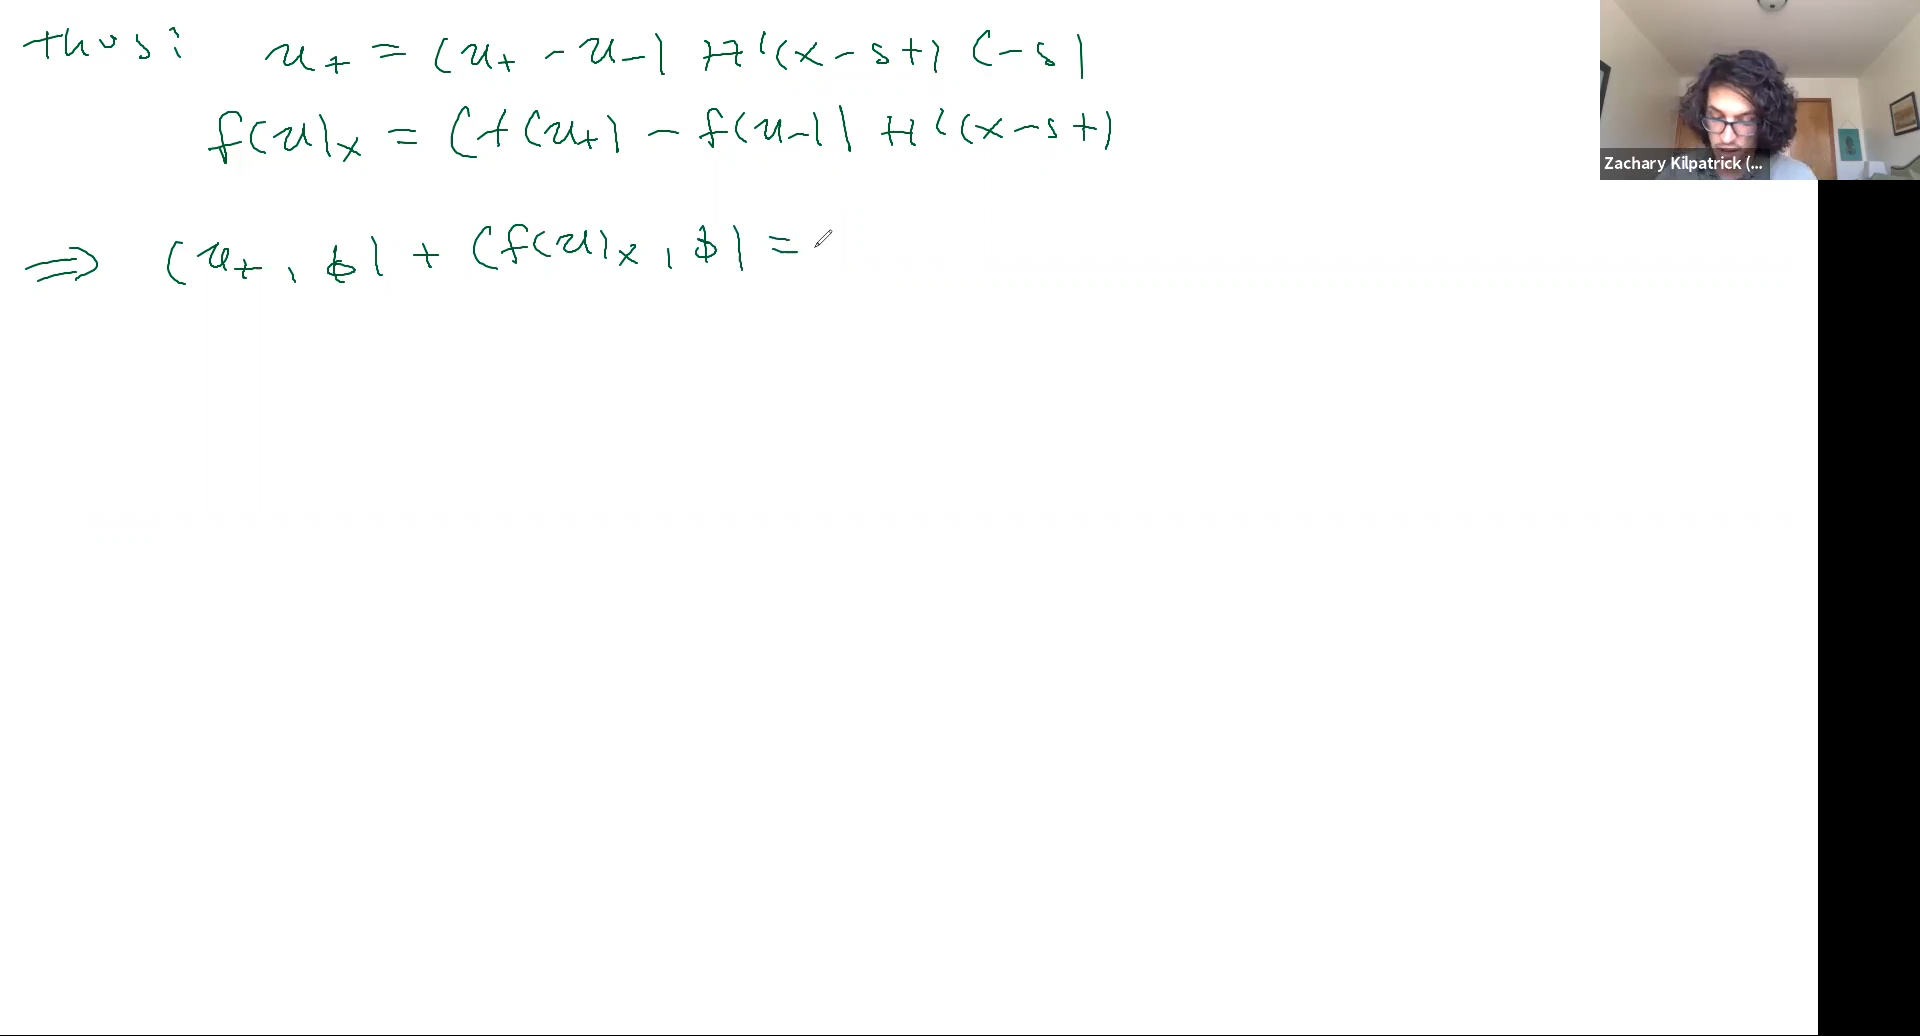 thus: u_t = (u_+ - u_-) H'(x - st) (-s)
f(u)_x = (f(u_+) - f(u_-)) H'(x - st)
⇒ (u_t, φ) + (f(u)_x, φ) =
Zachary Kilpatrick (...